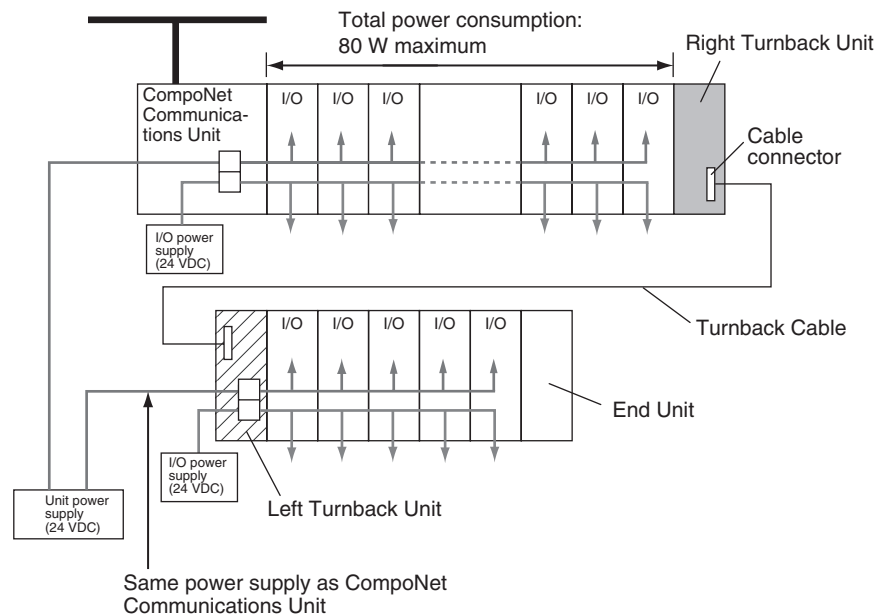 Total power consumption:
80 W maximum
Right Turnback Unit
CompoNet
Communica-
tions Unit
I/O
I/O
I/O
I/O
I/O
I/O
Cable
connector
I/O power
supply
(24 VDC)
I/O
I/O
I/O
I/O
I/O
Turnback Cable
End Unit
I/O power
supply
(24 VDC)
Left Turnback Unit
Unit power
supply
(24 VDC)
Same power supply as CompoNet
Communications Unit